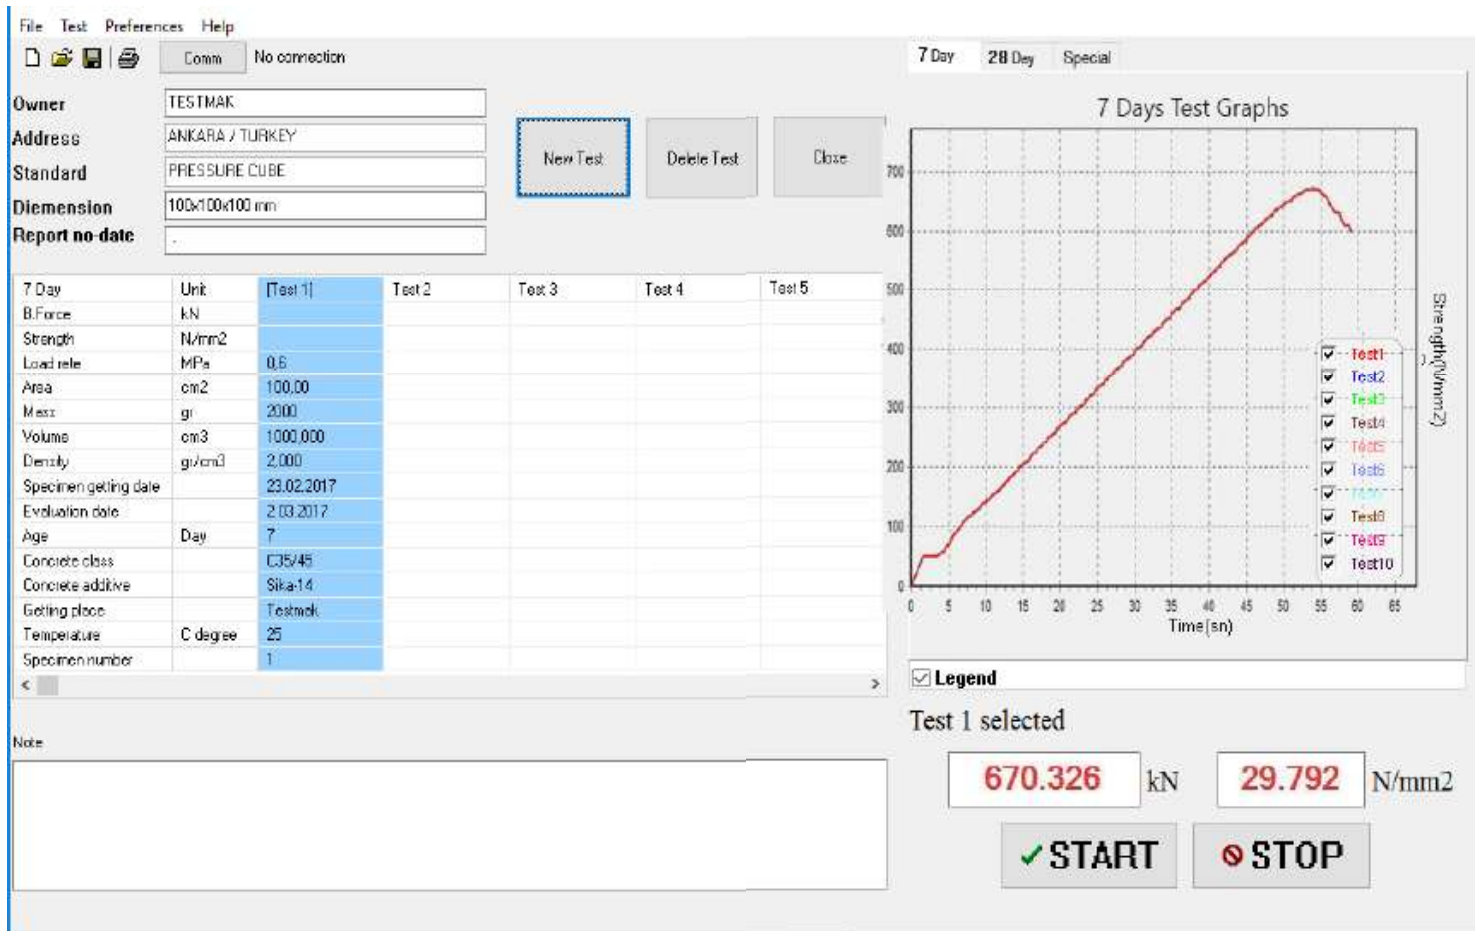 File Test Preferences Help
Comm No connection
Owner TESTMAK
Address ANKARA / TURKEY
Standard PRESSURE CUBE
Diemension 100x100x100 mm
Report no-date .
New Test Delete Test Close
7 Day Unit [Test 1] Test 2 Test 3 Test 4 Test 5
B.Force kN
Strength N/mm2
Load rate MPa 0,6
Area cm2 100,00
Mass gr 2000
Volume cm3 1000,000
Density gr/cm3 2,000
Specimen getting date 23.02.2017
Evaluation date 2.03.2017
Age Day 7
Concrete class C35/45
Concrete additive Sika-14
Getting place Testmak
Temperature C degree 25
Specimen number 1
Note
7 Day 28 Day Special
7 Days Test Graphs
700
600
500
400
300
200
100
0
0 5 10 15 20 25 30 35 40 45 50 55 60 65
Time(sn)
Strength(N/mm2)
Test1
Test2
Test3
Test4
Test5
Test6
Test8
Test9
Test10
Legend
Test 1 selected
670.326 kN 29.792 N/mm2
START STOP